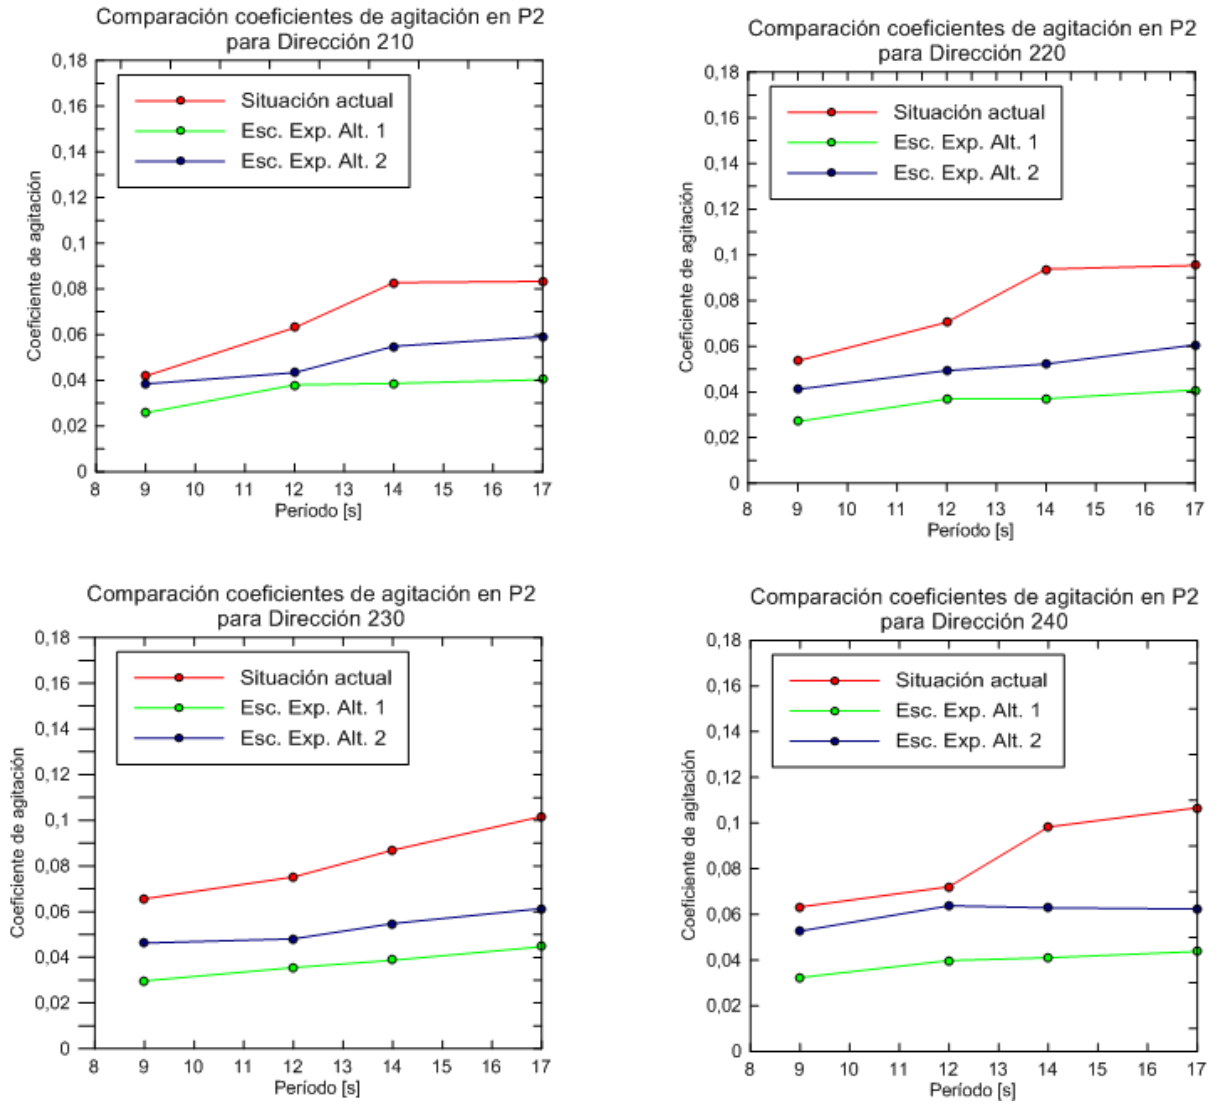 Comparación coeficientes de agitación en P2
para Dirección 210
0,18
0,16
0,14
0,12
0,1
0,08
0,06
0,04
0,02
0
Coeficiente de agitación
Situación actual
Esc. Exp. Alt. 1
Esc. Exp. Alt. 2
8 9 10 11 12 13 14 15 16 17
Período [s]
Comparación coeficientes de agitación en P2
para Dirección 220
0,18
0,16
0,14
0,12
0,1
0,08
0,06
0,04
0,02
0
Coeficiente de agitación
Situación actual
Esc. Exp. Alt. 1
Esc. Exp. Alt. 2
8 9 10 11 12 13 14 15 16 17
Período [s]
Comparación coeficientes de agitación en P2
para Dirección 230
0,18
0,16
0,14
0,12
0,1
0,08
0,06
0,04
0,02
0
Coeficiente de agitación
Situación actual
Esc. Exp. Alt. 1
Esc. Exp. Alt. 2
8 9 10 11 12 13 14 15 16 17
Período [s]
Comparación coeficientes de agitación en P2
para Dirección 240
0,18
0,16
0,14
0,12
0,1
0,08
0,06
0,04
0,02
0
Coeficiente de agitación
Situación actual
Esc. Exp. Alt. 1
Esc. Exp. Alt. 2
8 9 10 11 12 13 14 15 16 17
Período [s]